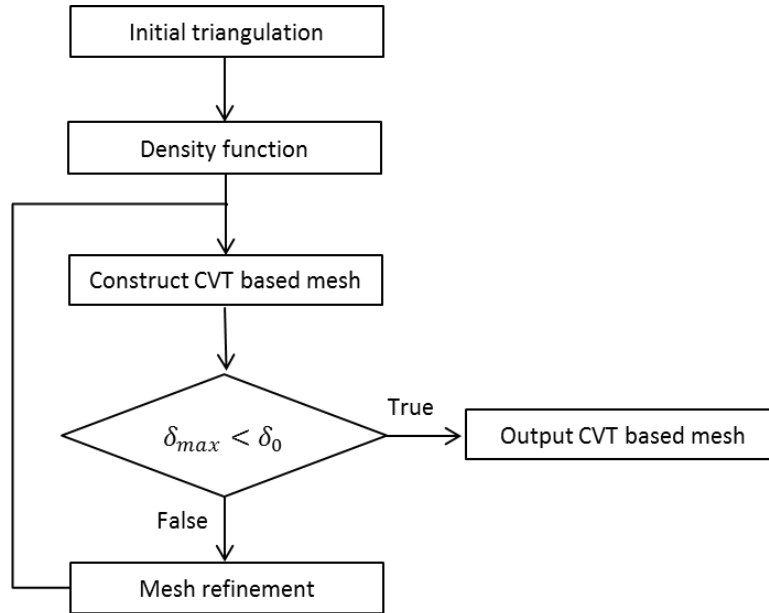 Initial triangulation
Density function
Construct CVT based mesh
δ_max < δ_0
True
Output CVT based mesh
False
Mesh refinement